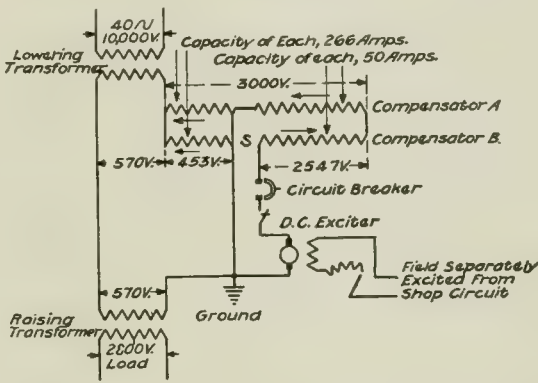 40/U
10,000V.
Lowering
Transformer
Capacity of Each, 266 Amps.
Capacity of each, 50 Amps.
3000V.
Compensator A
Compensator B.
S
570V.
453V.
2547V.
Circuit Breaker
D.C. Exciter
Field Separately
Excited From
Shop Circuit
570V.
Ground
Raising
Transformer
2800V.
Load